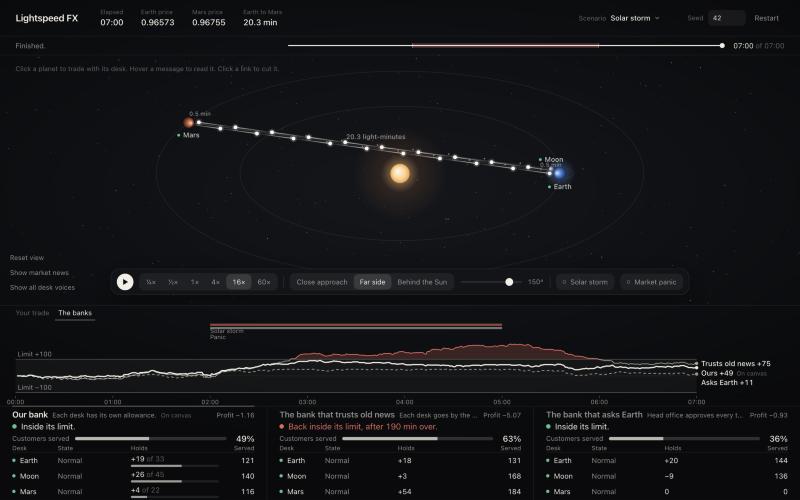 Lightspeed FX
Elapsed Earth price Mars price Earth to Mars
07:00 0.96573 0.96755 20.3 min
Scenario Solar storm Seed 42 Restart
Finished. 07:00 of 07:00
Click a planet to trade with its desk. Hover a message to read it. Click a link to cut it.
0.5 min
Mars
20.3 light-minutes
Moon
0.5 min
Earth
Reset view
Show market news
Show all desk voices
¼× ½× 1× 4× 16× 60× Close approach Far side Behind the Sun 150° Solar storm Market panic
Your trade The banks
Solar storm
Panic
Limit +100
Limit −100
Trusts old news +75
Ours +49 On canvas
Asks Earth +11
00:00 01:00 02:00 03:00 04:00 05:00 06:00 07:00
Our bank Each desk has its own allowance. On canvas Profit −1.16
Inside its limit.
Customers served 49%
Desk State Holds Served
Earth Normal +19 of 33 121
Moon Normal +26 of 45 140
Mars Normal +4 of 22 116
The bank that trusts old news Each desk goes by the ... Profit −5.07
Back inside its limit, after 190 min over.
Customers served 63%
Desk State Holds Served
Earth Normal +18 131
Moon Normal +3 168
Mars Normal +54 184
The bank that asks Earth Head office approves every t... Profit −0.93
Inside its limit.
Customers served 36%
Desk State Holds Served
Earth Normal +20 144
Moon Normal −9 136
Mars Normal 0 0